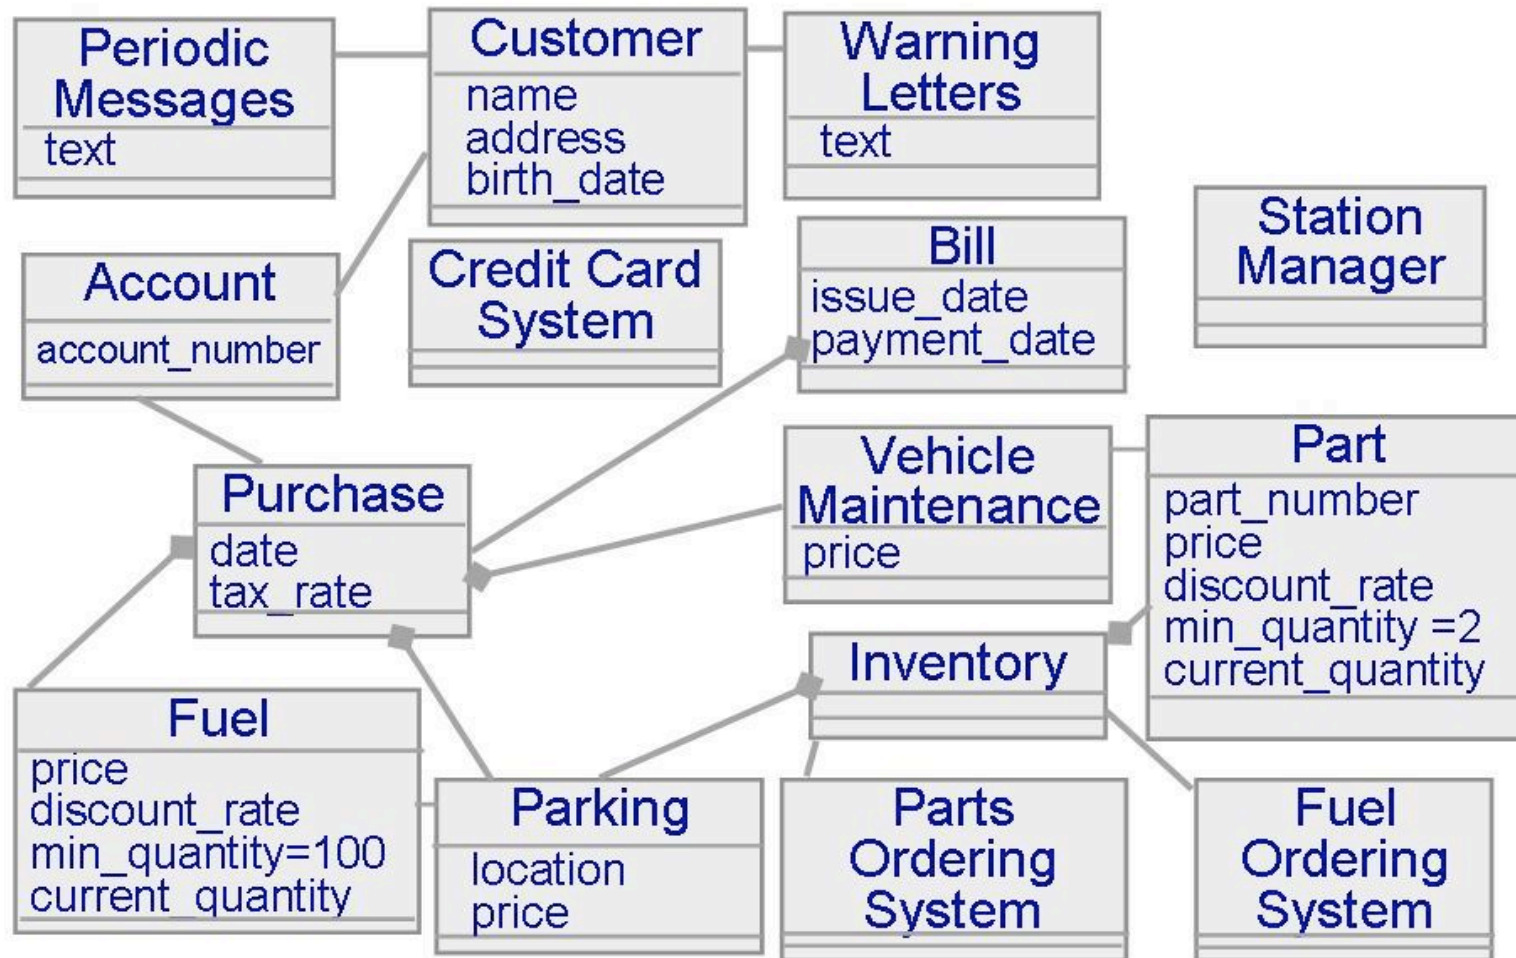 Periodic
Messages
text
Customer
name
address
birth_date
Warning
Letters
text
Station
Manager
Account
account_number
Credit Card
System
Bill
issue_date
payment_date
Purchase
date
tax_rate
Vehicle
Maintenance
price
Part
part_number
price
discount_rate
min_quantity =2
current_quantity
Inventory
Fuel
price
discount_rate
min_quantity=100
current_quantity
Parking
location
price
Parts
Ordering
System
Fuel
Ordering
System